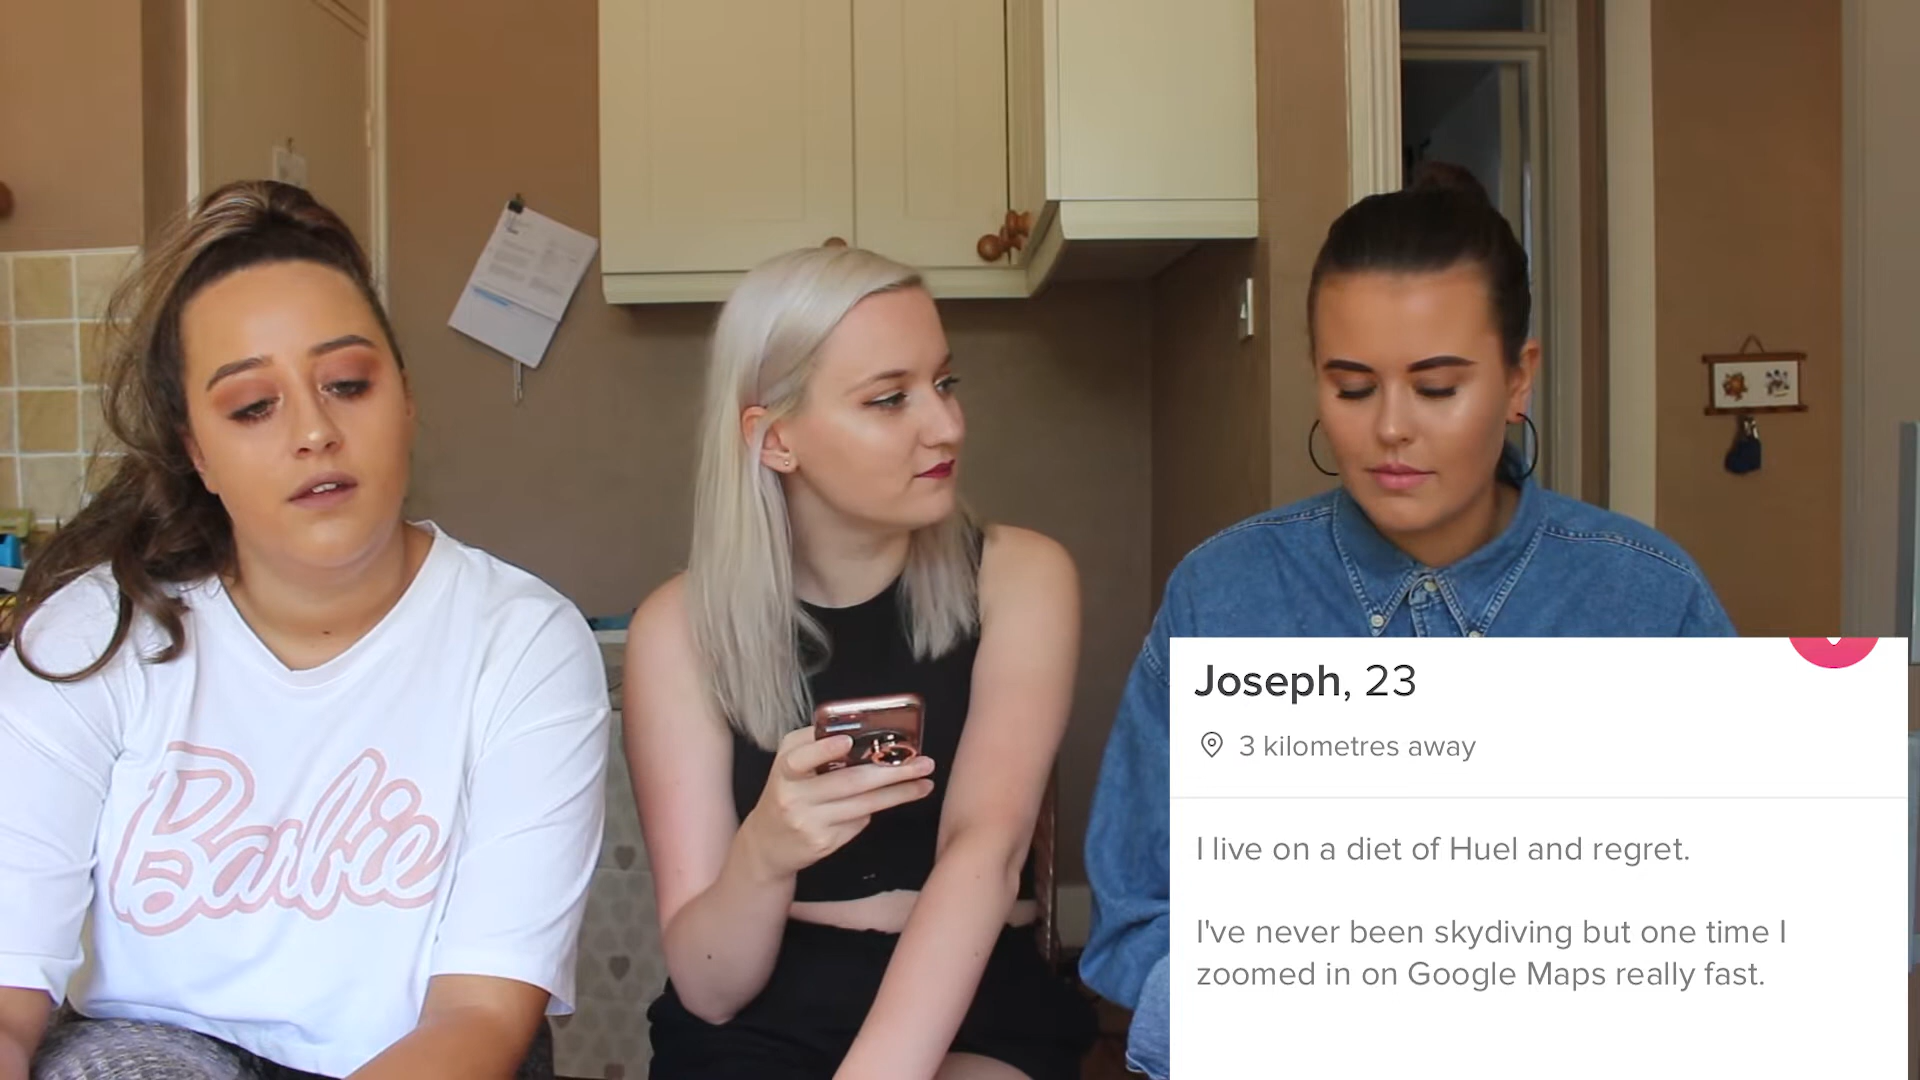 Barbie
Joseph, 23
3 kilometres away
I live on a diet of Huel and regret.
I've never been skydiving but one time I
zoomed in on Google Maps really fast.